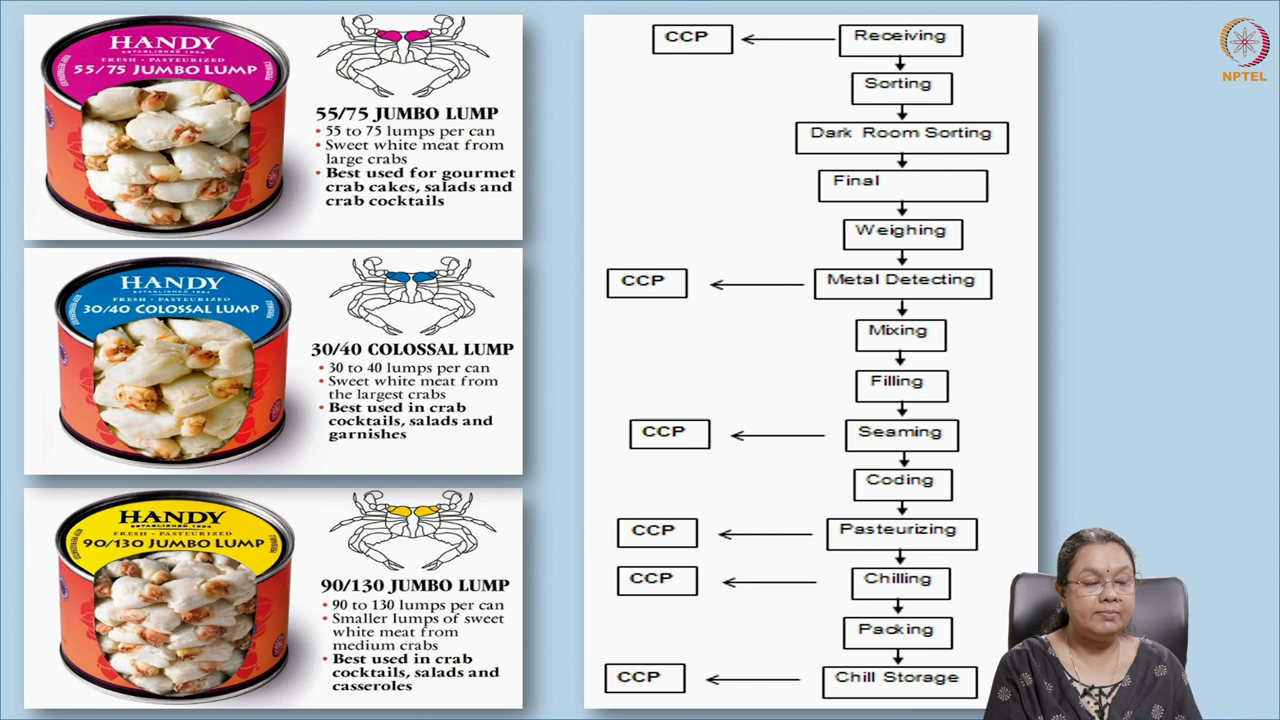 HANDY
ESTABLISHED 1894
FRESH • PASTEURIZED
55/75 JUMBO LUMP
PERISHABLE
55/75 JUMBO LUMP
• 55 to 75 lumps per can
• Sweet white meat from
large crabs
• Best used for gourmet
crab cakes, salads and
crab cocktails
HANDY
ESTABLISHED 1894
FRESH • PASTEURIZED
30/40 COLOSSAL LUMP
PERISHABLE
30/40 COLOSSAL LUMP
• 30 to 40 lumps per can
• Sweet white meat from
the largest crabs
• Best used in crab
cocktails, salads and
garnishes
HANDY
ESTABLISHED 1894
FRESH • PASTEURIZED
90/130 JUMBO LUMP
PERISHABLE
90/130 JUMBO LUMP
• 90 to 130 lumps per can
• Smaller lumps of sweet
white meat from
medium crabs
• Best used in crab
cocktails, salads and
casseroles
CCP
Receiving
Sorting
Dark Room Sorting
Final
Weighing
CCP
Metal Detecting
Mixing
Filling
CCP
Seaming
Coding
CCP
Pasteurizing
CCP
Chilling
Packing
CCP
Chill Storage
NPTEL